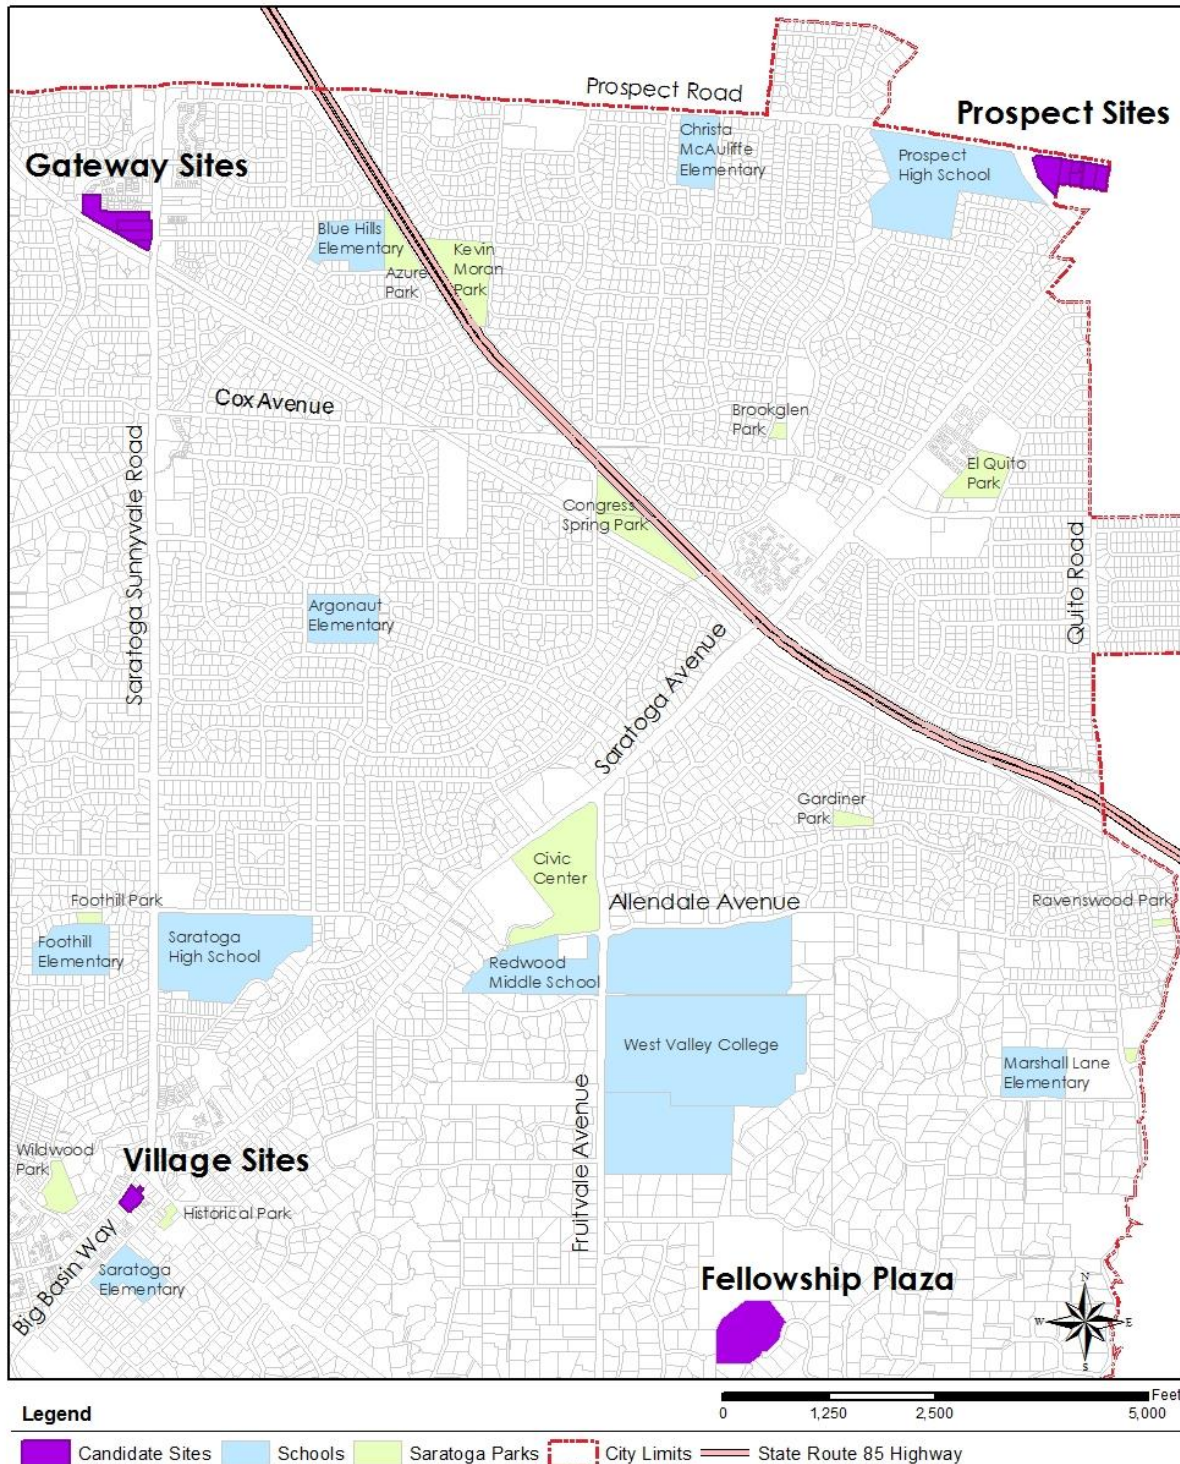 Prospect Road
Prospect Sites
Christa
McAuliffe
Elementary
Prospect
High School
Gateway Sites
Blue Hills
Elementary
Azure
Park
Kevin
Moran
Park
Cox Avenue
Brookglen
Park
El Quito
Park
Congress
Spring Park
Saratoga Sunnyvale Road
Quito Road
Argonaut
Elementary
Saratoga Avenue
Gardiner
Park
Civic
Center
Allendale Avenue
Foothill Park
Ravenswood Park
Foothill
Elementary
Saratoga
High School
Redwood
Middle School
West Valley College
Marshall Lane
Elementary
Fruitvale Avenue
Wildwood
Park
Village Sites
Historical Park
Big Basin Way
Saratoga
Elementary
Fellowship Plaza
N
W E
S
Feet
0 1,250 2,500 5,000
Legend
Candidate Sites Schools Saratoga Parks City Limits State Route 85 Highway